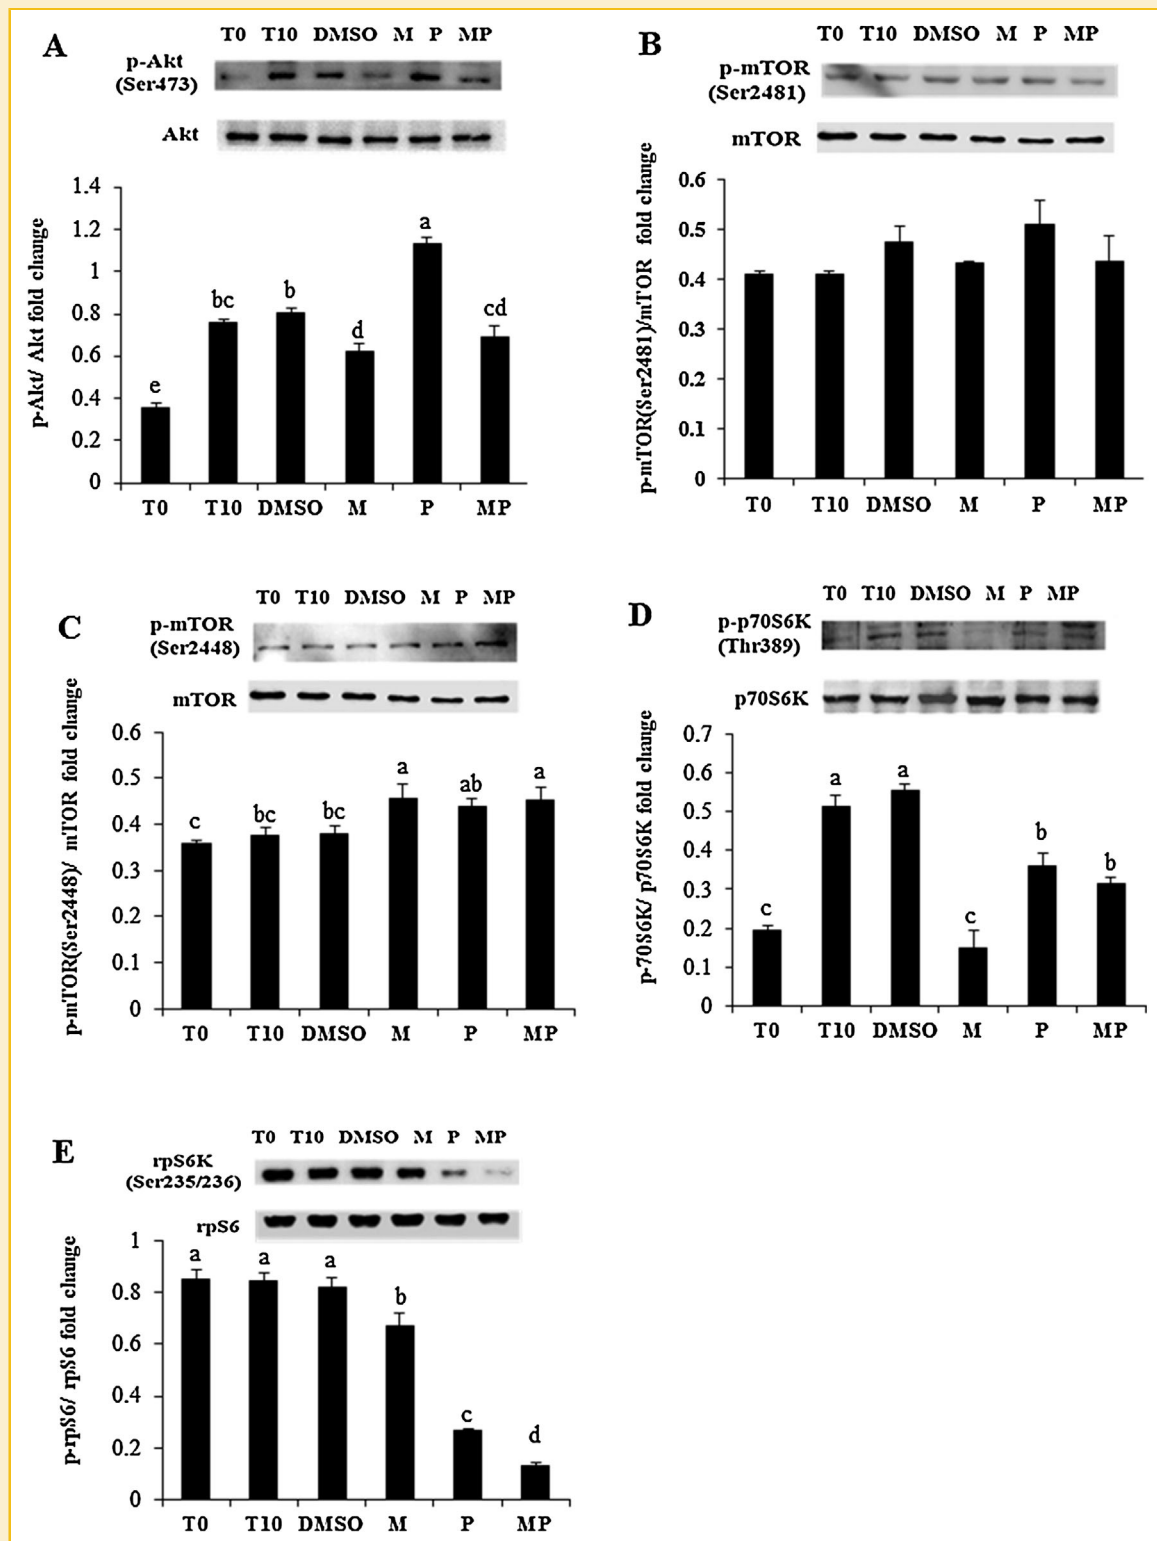 A
T0 T10 DMSO M P MP
p-Akt
(Ser473)
Akt
p-Akt/ Akt fold change
1.4
1.2
1
0.8
0.6
0.4
0.2
0
e
bc
b
d
a
cd
T0 T10 DMSO M P MP
B
T0 T10 DMSO M P MP
p-mTOR
(Ser2481)
mTOR
p-mTOR(Ser2481)/mTOR fold change
0.6
0.5
0.4
0.3
0.2
0.1
0
T0 T10 DMSO M P MP
C
T0 T10 DMSO M P MP
p-mTOR
(Ser2448)
mTOR
p-mTOR(Ser2448)/ mTOR fold change
0.6
0.5
0.4
0.3
0.2
0.1
0
c
bc
bc
a
ab
a
T0 T10 DMSO M P MP
D
T0 T10 DMSO M P MP
p-p70S6K
(Thr389)
p70S6K
p-70S6K/ p70S6K fold change
0.7
0.6
0.5
0.4
0.3
0.2
0.1
0
c
a
a
c
b
b
T0 T10 DMSO M P MP
E
T0 T10 DMSO M P MP
rpS6K
(Ser235/236)
rpS6
p-rpS6/ rpS6 fold change
1
0.8
0.6
0.4
0.2
0
a
a
a
b
c
d
T0 T10 DMSO M P MP